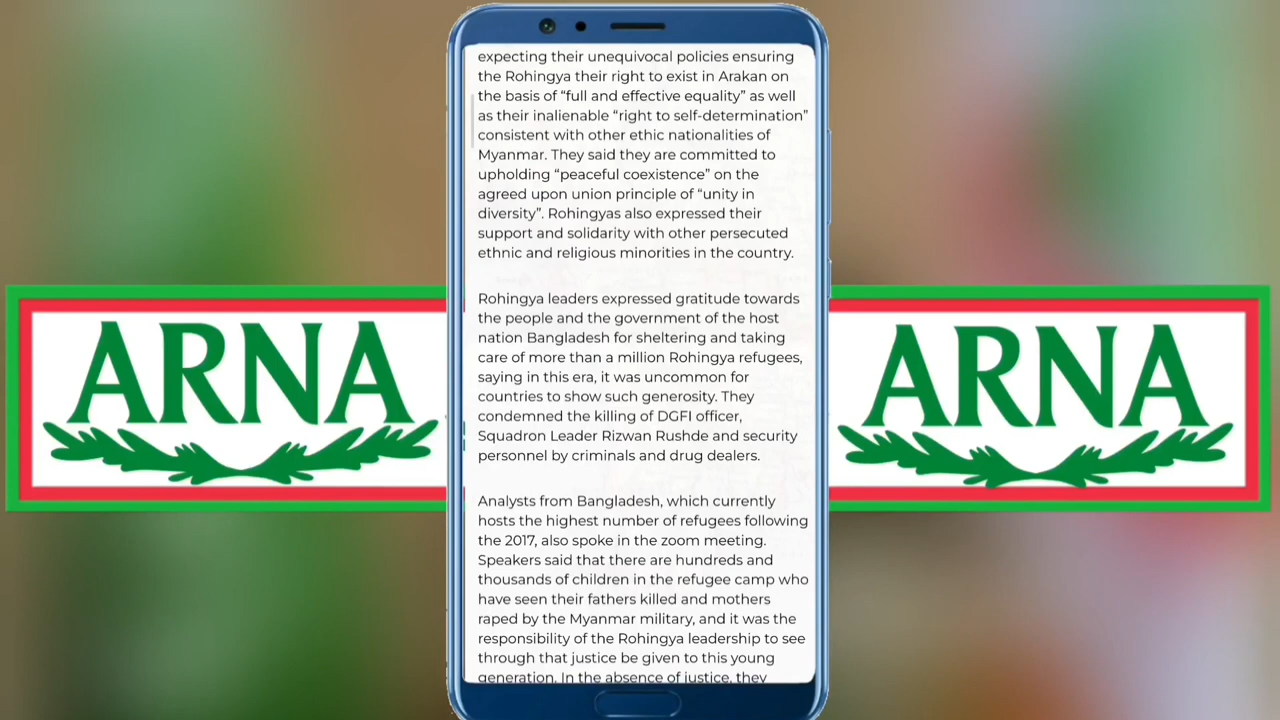 expecting their unequivocal policies ensuring
the Rohingya their right to exist in Arakan on
the basis of “full and effective equality” as well
as their inalienable “right to self-determination”
consistent with other ethic nationalities of
Myanmar. They said they are committed to
upholding “peaceful coexistence” on the
agreed upon union principle of “unity in
diversity”. Rohingyas also expressed their
support and solidarity with other persecuted
ethnic and religious minorities in the country.
Rohingya leaders expressed gratitude towards
the people and the government of the host
nation Bangladesh for sheltering and taking
care of more than a million Rohingya refugees,
saying in this era, it was uncommon for
countries to show such generosity. They
condemned the killing of DGFI officer,
Squadron Leader Rizwan Rushde and security
personnel by criminals and drug dealers.
Analysts from Bangladesh, which currently
hosts the highest number of refugees following
the 2017, also spoke in the zoom meeting.
Speakers said that there are hundreds and
thousands of children in the refugee camp who
have seen their fathers killed and mothers
raped by the Myanmar military, and it was the
responsibility of the Rohingya leadership to see
through that justice be given to this young
generation. In the absence of justice, they
ARNA
ARNA